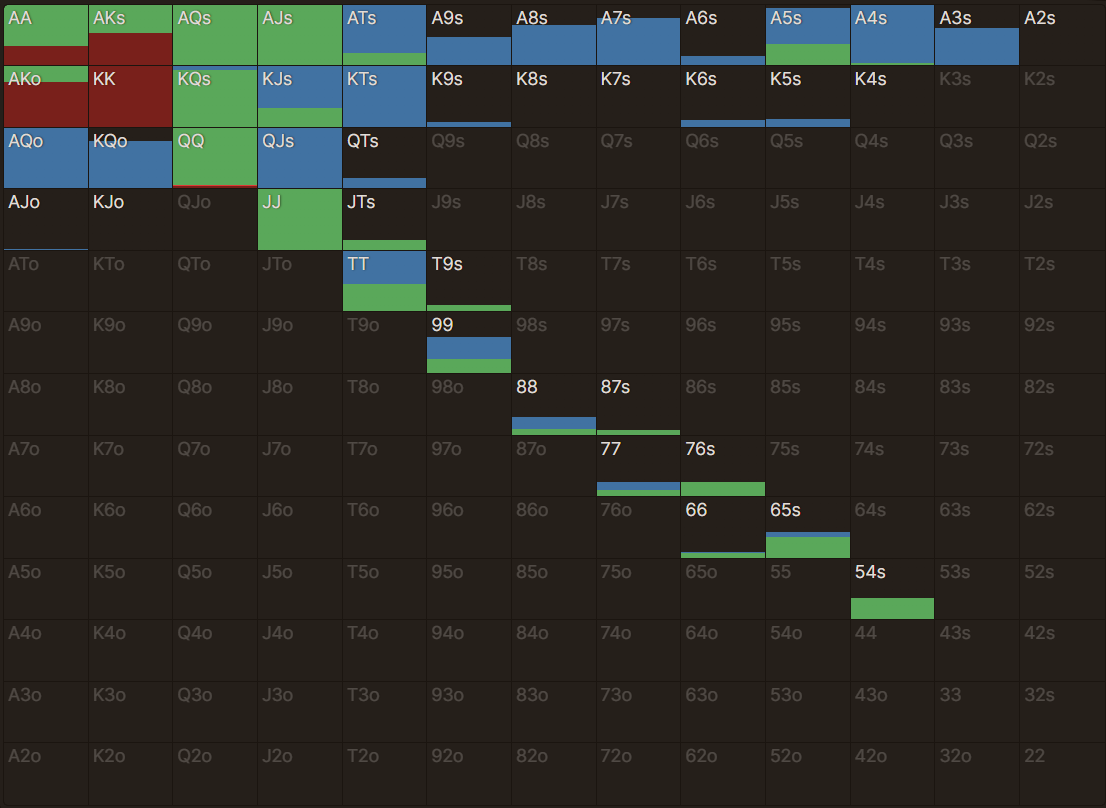 AA AKs AQs AJs ATs A9s A8s A7s A6s A5s A4s A3s A2s
AKo KK KQs KJs KTs K9s K8s K7s K6s K5s K4s K3s K2s
AQo KQo QQ QJs QTs Q9s Q8s Q7s Q6s Q5s Q4s Q3s Q2s
AJo KJo QJo JJ JTs J9s J8s J7s J6s J5s J4s J3s J2s
ATo KTo QTo JTo TT T9s T8s T7s T6s T5s T4s T3s T2s
A9o K9o Q9o J9o T9o 99 98s 97s 96s 95s 94s 93s 92s
A8o K8o Q8o J8o T8o 98o 88 87s 86s 85s 84s 83s 82s
A7o K7o Q7o J7o T7o 97o 87o 77 76s 75s 74s 73s 72s
A6o K6o Q6o J6o T6o 96o 86o 76o 66 65s 64s 63s 62s
A5o K5o Q5o J5o T5o 95o 85o 75o 65o 55 54s 53s 52s
A4o K4o Q4o J4o T4o 94o 84o 74o 64o 54o 44 43s 42s
A3o K3o Q3o J3o T3o 93o 83o 73o 63o 53o 43o 33 32s
A2o K2o Q2o J2o T2o 92o 82o 72o 62o 52o 42o 32o 22